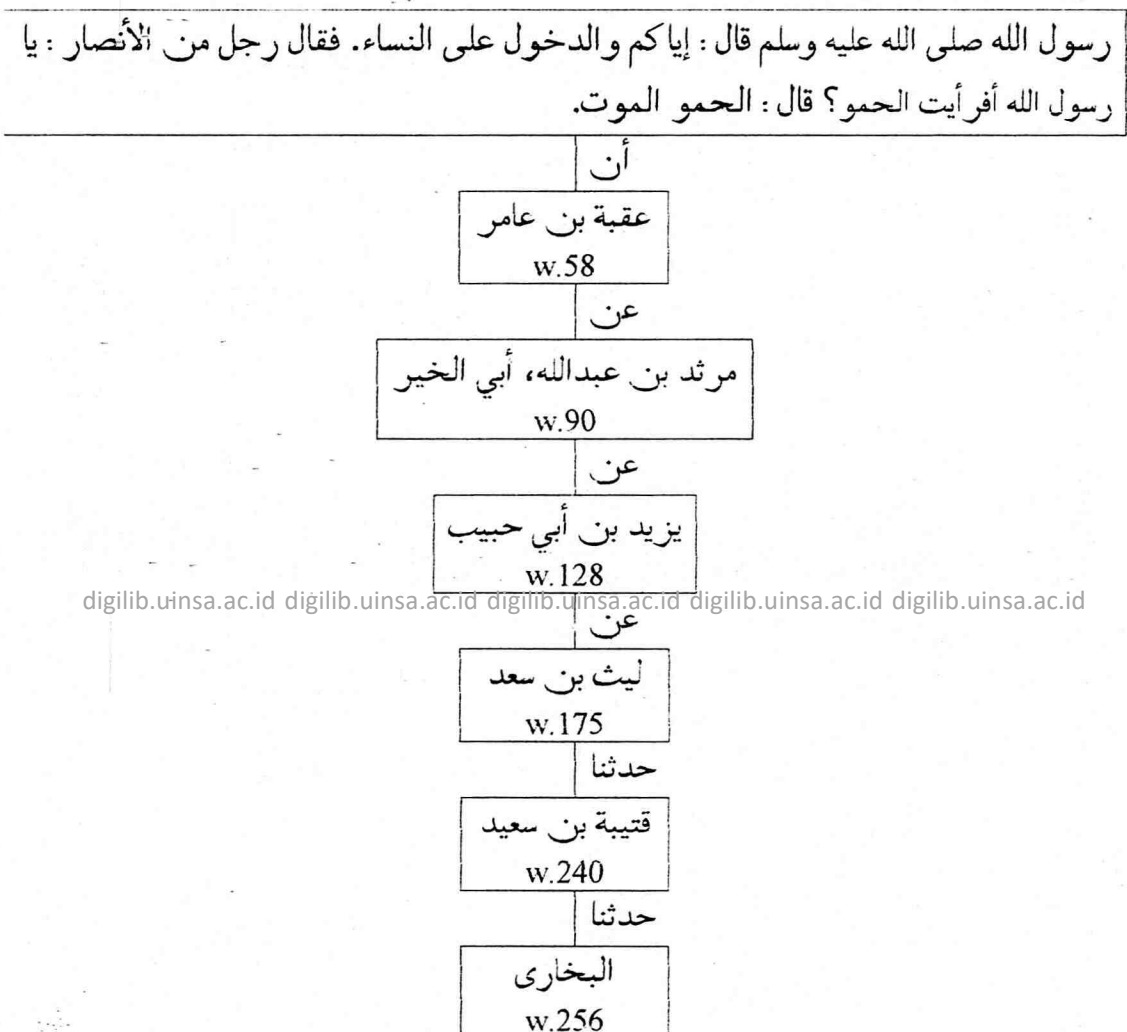 رسول الله صلى الله عليه وسلم قال : إياكم والدخول على النساء. فقال رجل من الأنصار : يا
رسول الله أفرأيت الحمو؟ قال : الحمو الموت.
أن
عقبة بن عامر
w.58
عن
مرثد بن عبدالله، أبي الخير
w.90
عن
يزيد بن أبي حبيب
w.128
digilib.uinsa.ac.id digilib.uinsa.ac.id digilib.uinsa.ac.id digilib.uinsa.ac.id digilib.uinsa.ac.id
عن
ليث بن سعد
w.175
حدثنا
قتيبة بن سعيد
w.240
حدثنا
البخارى
w.256